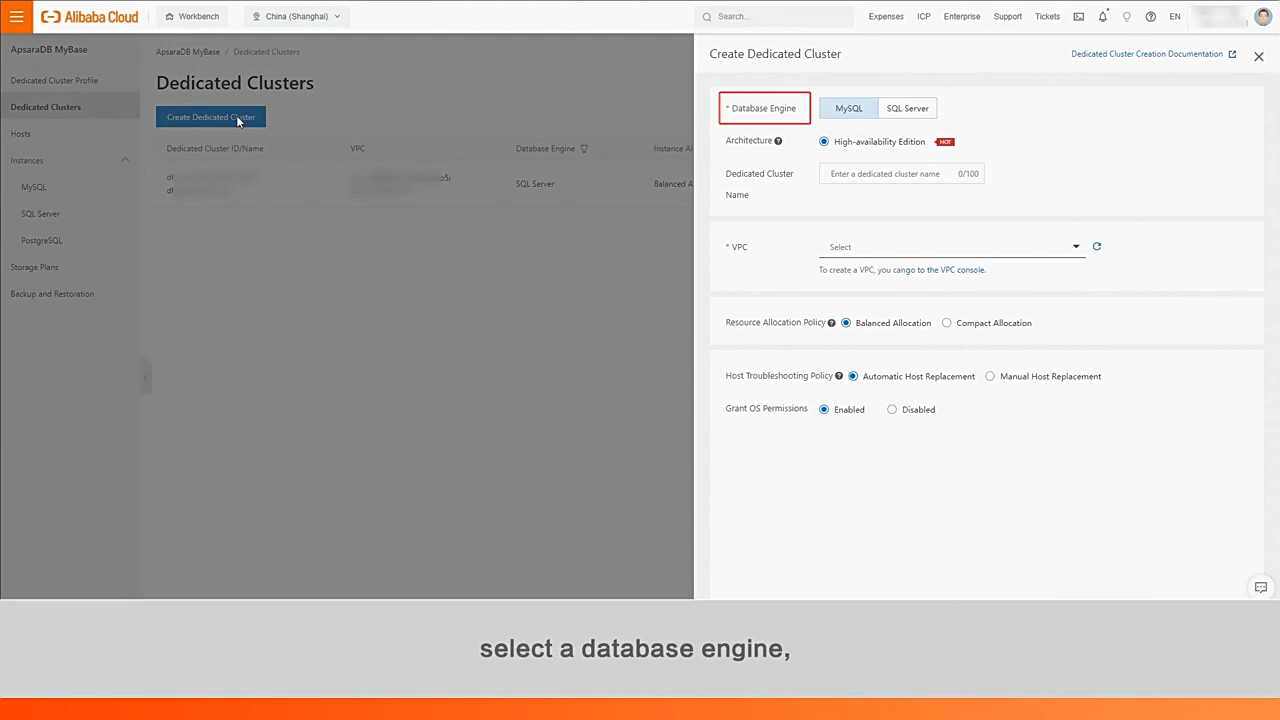 Alibaba Cloud
Workbench
China (Shanghai)
Search...
Expenses
ICP
Enterprise
Support
Tickets
EN
ApsaraDB MyBase
Dedicated Cluster Profile
Dedicated Clusters
Hosts
Instances
MySQL
SQL Server
PostgreSQL
Storage Plans
Backup and Restoration
ApsaraDB MyBase / Dedicated Clusters
Dedicated Clusters
Create Dedicated Cluster
Dedicated Cluster ID/Name
VPC
Database Engine
Instance Al
SQL Server
Balanced A
Create Dedicated Cluster
Dedicated Cluster Creation Documentation
* Database Engine
MySQL
SQL Server
Architecture
High-availability Edition
HOT
Dedicated Cluster
Name
Enter a dedicated cluster name
0/100
* VPC
Select
To create a VPC, you cango to the VPC console.
Resource Allocation Policy
Balanced Allocation
Compact Allocation
Host Troubleshooting Policy
Automatic Host Replacement
Manual Host Replacement
Grant OS Permissions
Enabled
Disabled
select a database engine,